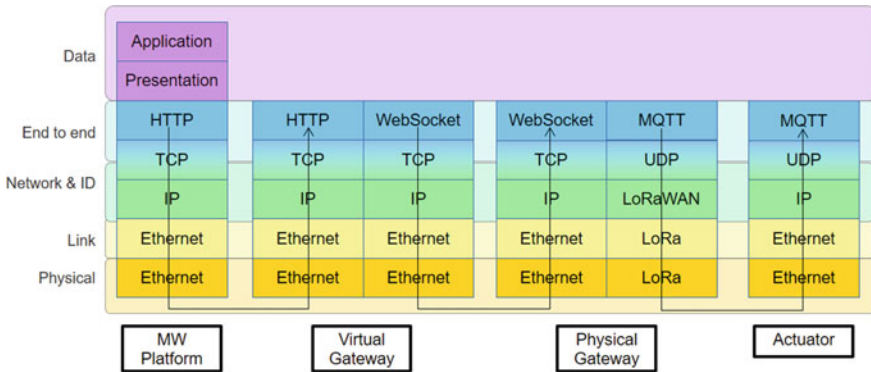 Data
Application
Presentation
End to end
HTTP HTTP WebSocket WebSocket MQTT MQTT
TCP TCP TCP TCP UDP UDP
Network & ID
IP IP IP IP LoRaWAN IP
Link Ethernet Ethernet Ethernet Ethernet LoRa Ethernet
Physical Ethernet Ethernet Ethernet Ethernet LoRa Ethernet
MW
Platform
Virtual
Gateway
Physical
Gateway
Actuator